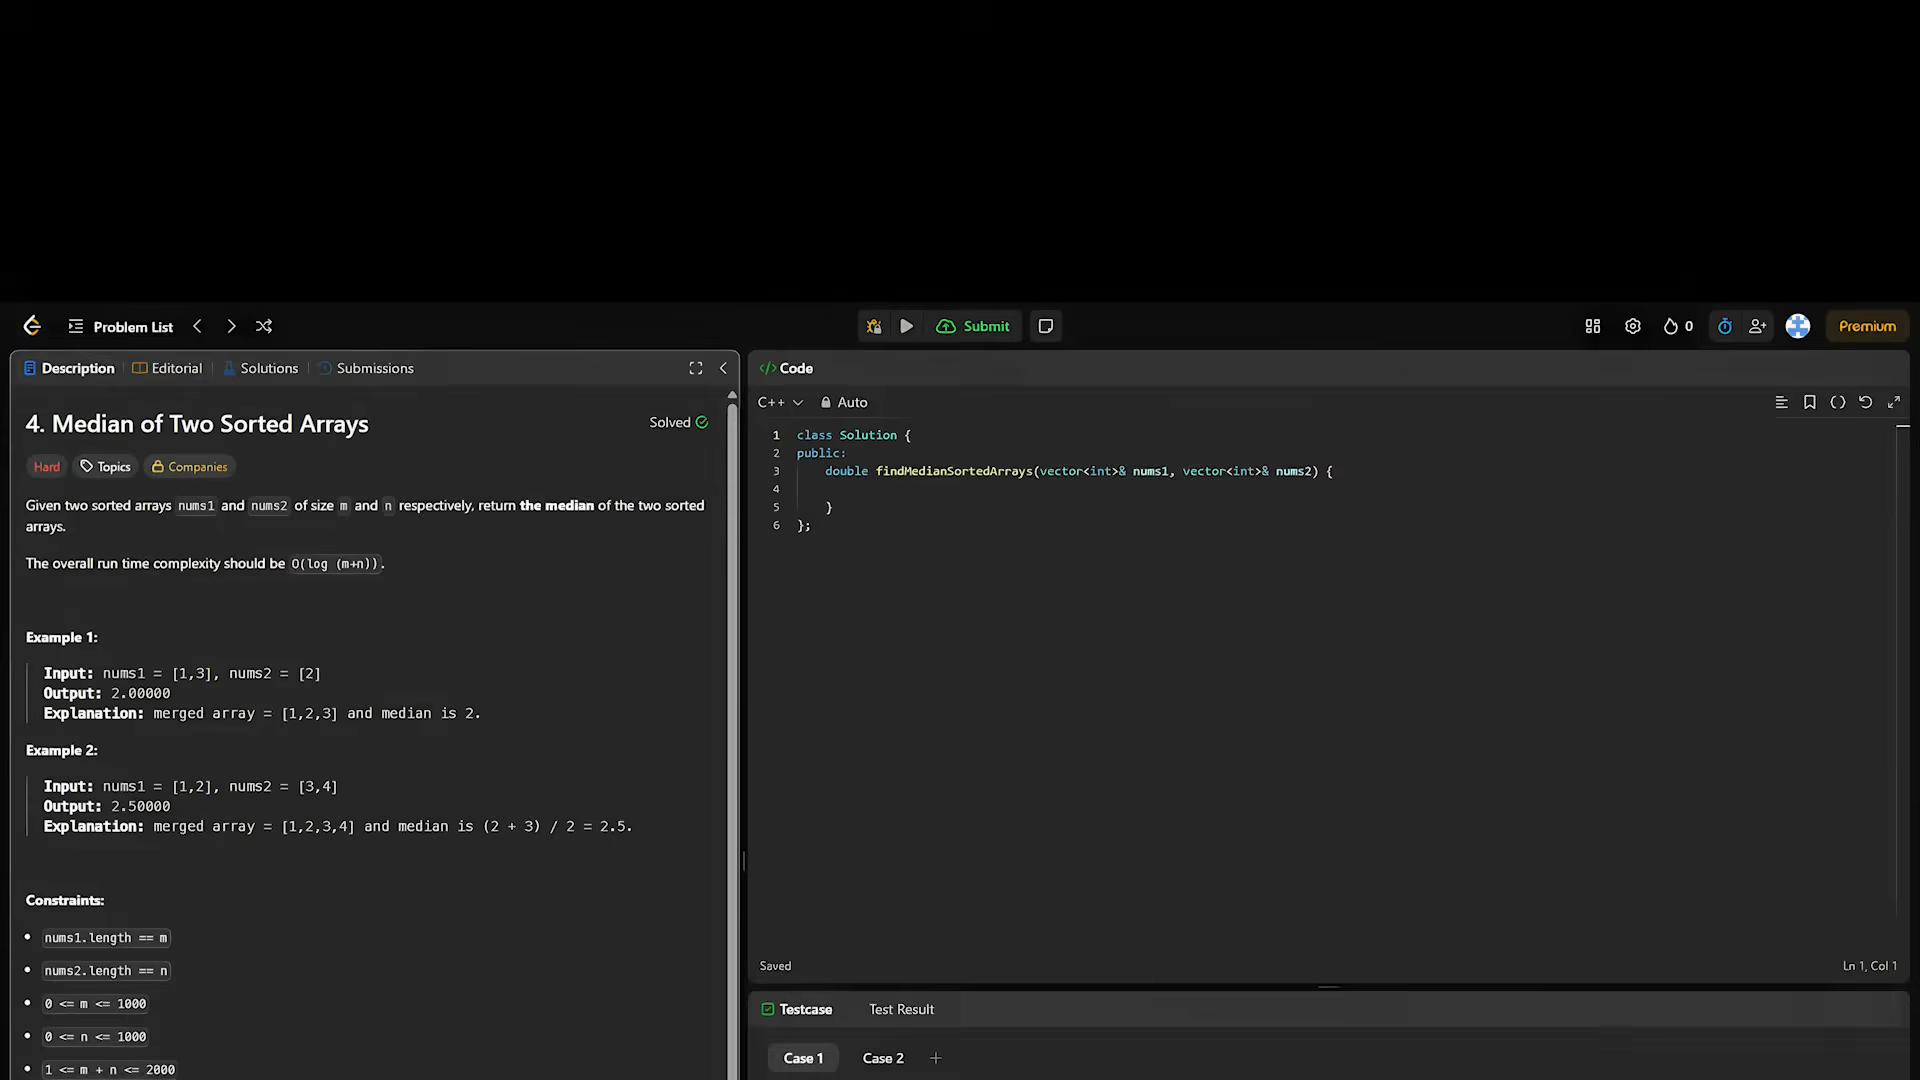 Problem List
Submit
0
Premium
Description
Editorial
Solutions
Submissions
4. Median of Two Sorted Arrays
Solved
Hard
Topics
Companies
Given two sorted arrays nums1 and nums2 of size m and n respectively, return the median of the two sorted
arrays.
The overall run time complexity should be O(log (m+n)).
Example 1:
Input: nums1 = [1,3], nums2 = [2]
Output: 2.00000
Explanation: merged array = [1,2,3] and median is 2.
Example 2:
Input: nums1 = [1,2], nums2 = [3,4]
Output: 2.50000
Explanation: merged array = [1,2,3,4] and median is (2 + 3) / 2 = 2.5.
Constraints:
nums1.length == m
nums2.length == n
0 <= m <= 1000
0 <= n <= 1000
1 <= m + n <= 2000
</> Code
C++
Auto
1 class Solution {
2 public:
3 double findMedianSortedArrays(vector<int>& nums1, vector<int>& nums2) {
4
5 }
6 };
Saved
Ln 1, Col 1
Testcase
Test Result
Case 1
Case 2
+